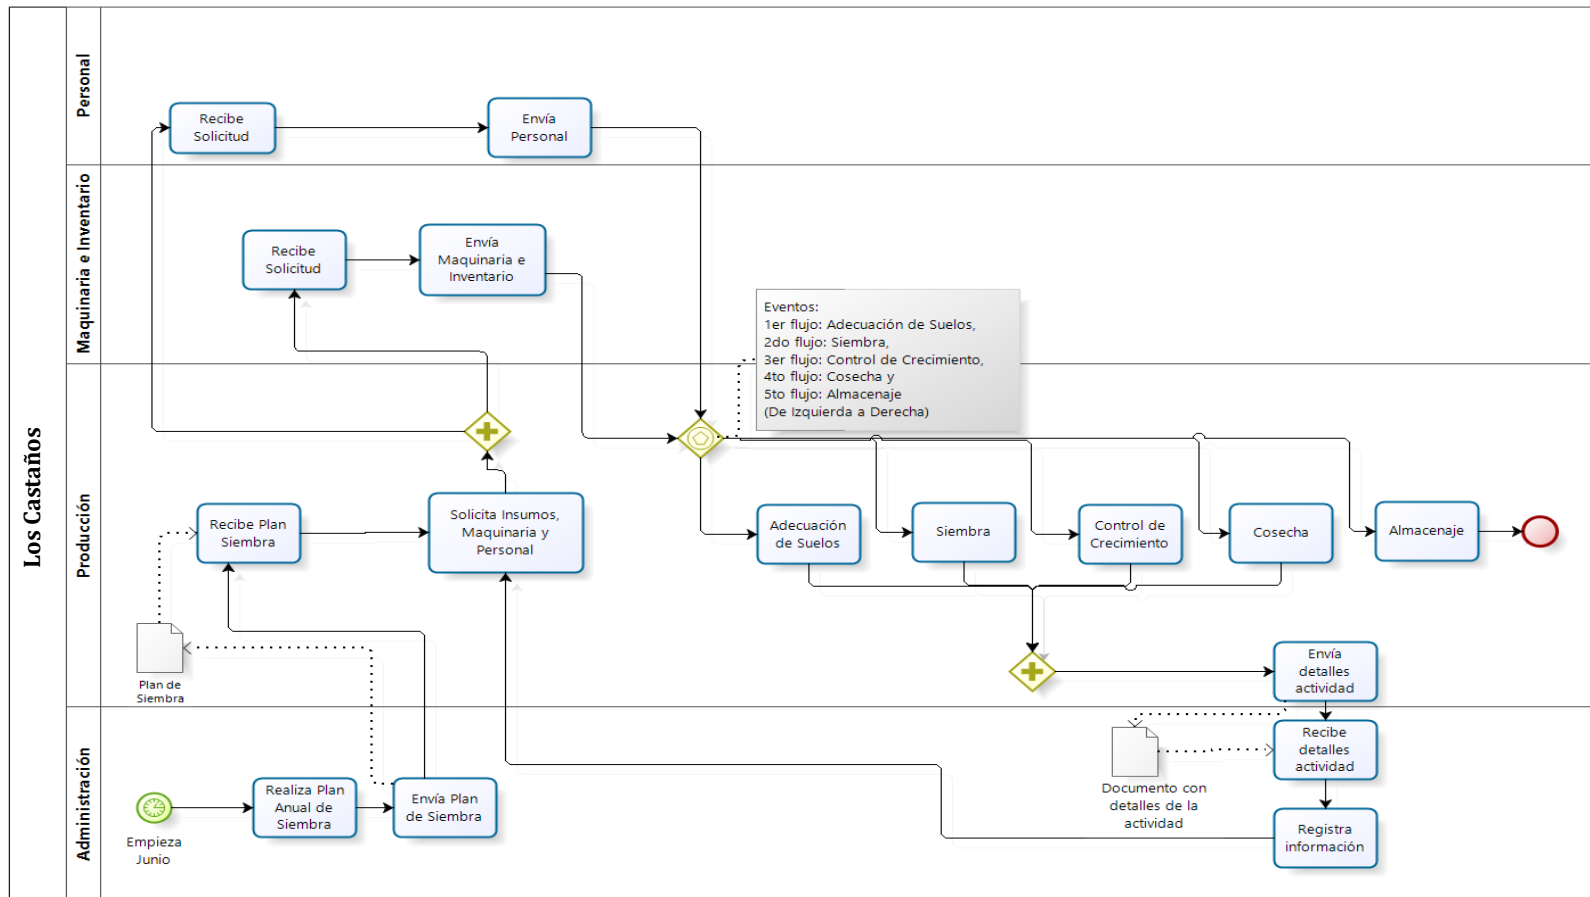 Los Castaños
Personal
Recibe
Solicitud
Envía
Personal
Maquinaria e Inventario
Recibe
Solicitud
Envía
Maquinaria e
Inventario
Eventos:
1er flujo: Adecuación de Suelos,
2do flujo: Siembra,
3er flujo: Control de Crecimiento,
4to flujo: Cosecha y
5to flujo: Almacenaje
(De Izquierda a Derecha)
Producción
Recibe Plan
Siembra
Solicita Insumos,
Maquinaria y
Personal
Adecuación
de Suelos
Siembra
Control de
Crecimiento
Cosecha
Almacenaje
Plan de
Siembra
Envía
detalles
actividad
Administración
Empieza
Junio
Realiza Plan
Anual de
Siembra
Envía Plan
de Siembra
Documento con
detalles de la
actividad
Recibe
detalles
actividad
Registra
información